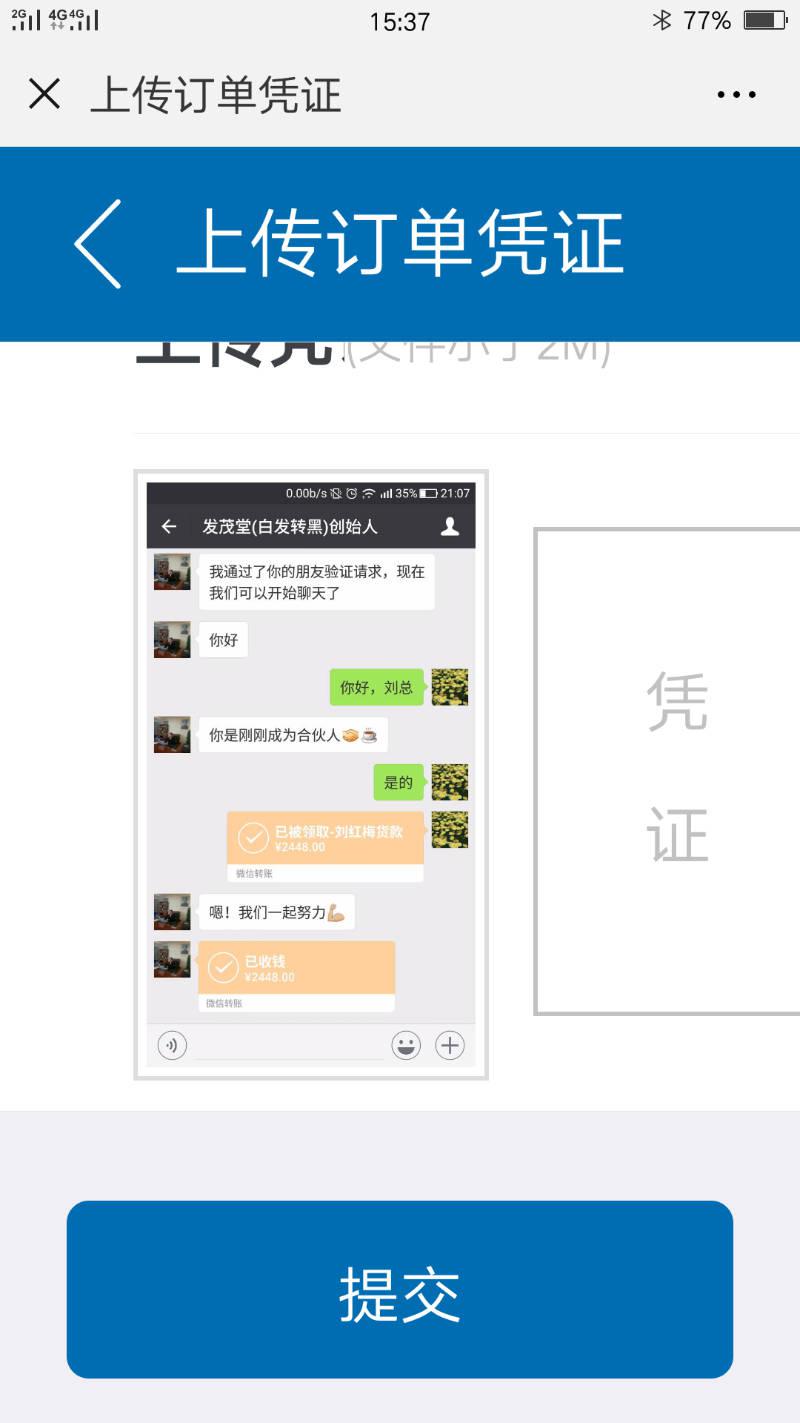 2G 4G 4G 15:37 77%
上传订单凭证
上传订单凭证
上传凭 (文件小于2M)
0.00b/s 35% 21:07
发茂堂(白发转黑)创始人
我通过了你的朋友验证请求，现在
我们可以开始聊天了
你好
你好，刘总
你是刚刚成为合伙人🤝☕
是的
已被领取-刘红梅货款
¥2448.00
微信转账
嗯！我们一起努力💪
已收钱
¥2448.00
微信转账
凭
证
提交